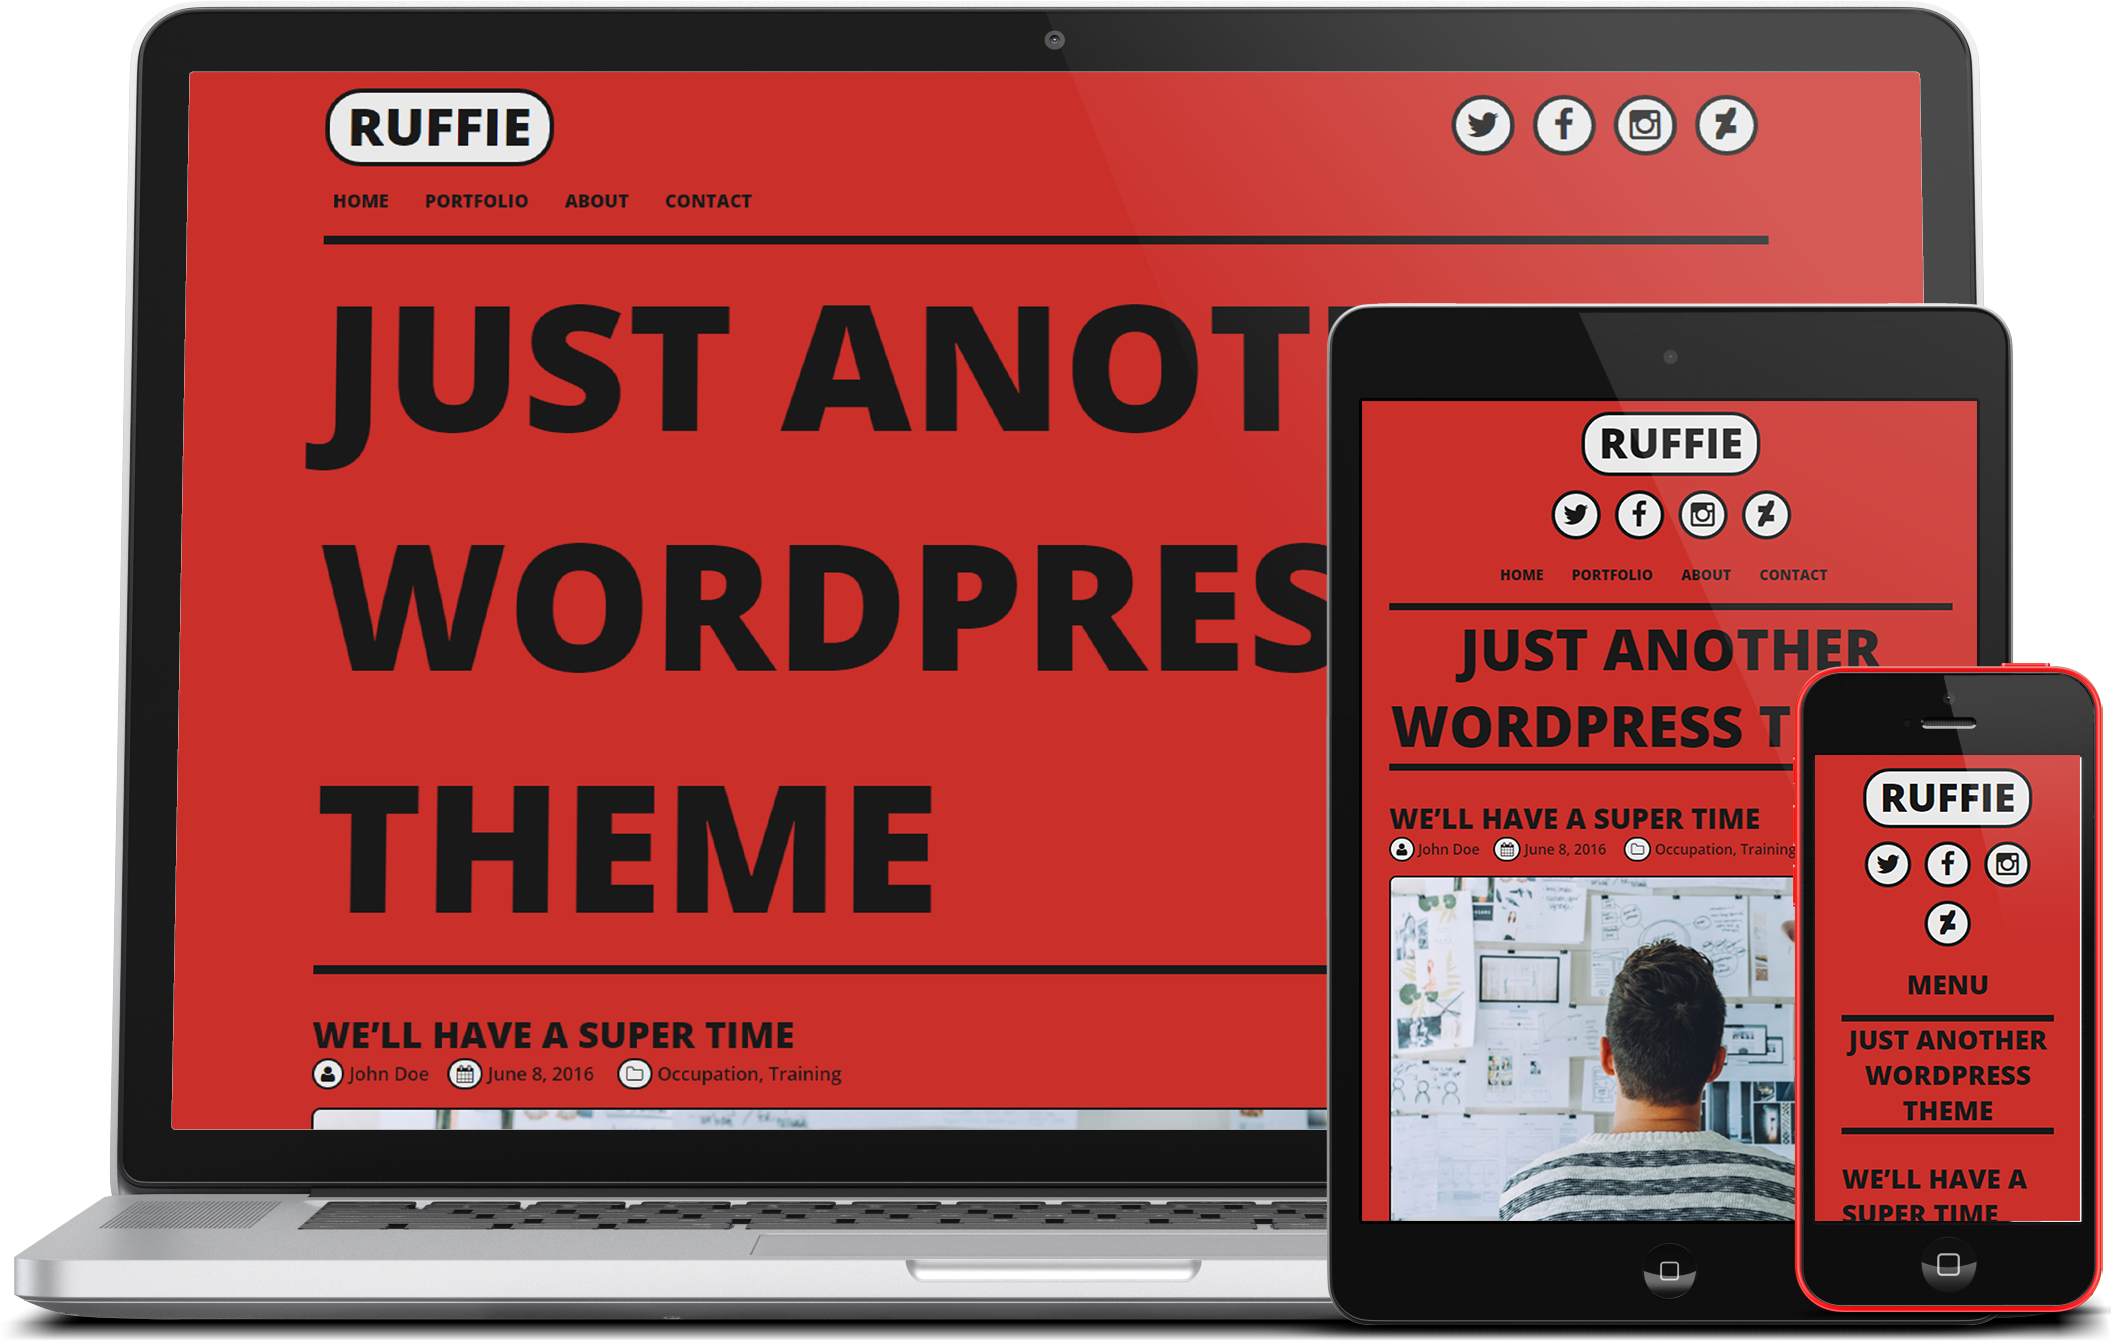 RUFFIE
HOME PORTFOLIO ABOUT CONTACT
JUST ANOT
WORDPRES
THEME
WE'LL HAVE A SUPER TIME
John Doe June 8, 2016 Occupation, Training
RUFFIE
HOME PORTFOLIO ABOUT CONTACT
JUST ANOTHER
WORDPRESS T
WE'LL HAVE A SUPER TIME
John Doe June 8, 2016 Occupation, Training
RUFFIE
MENU
JUST ANOTHER
WORDPRESS
THEME
WE'LL HAVE A
SUPER TIME